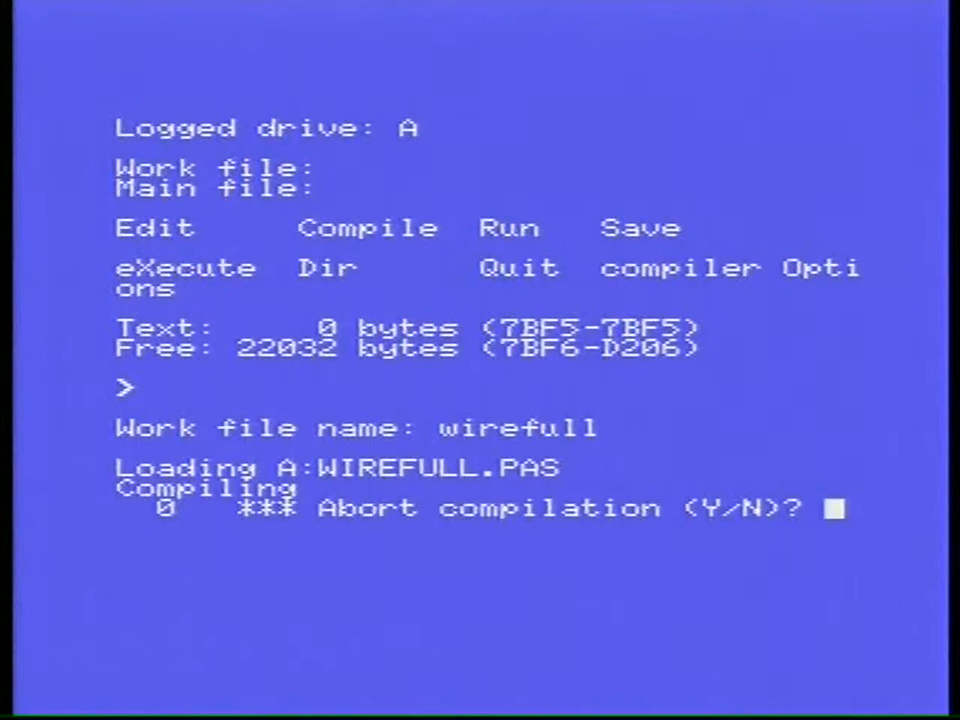 Logged drive: A
Work file:
Main file:
Edit Compile Run Save
eXecute Dir Quit compiler Opti
ons
Text: 0 bytes (7BF5-7BF5)
Free: 22032 bytes (7BF6-D206)
>
Work file name: wirefull
Loading A:WIREFULL.PAS
Compiling
0 *** Abort compilation (Y/N)?